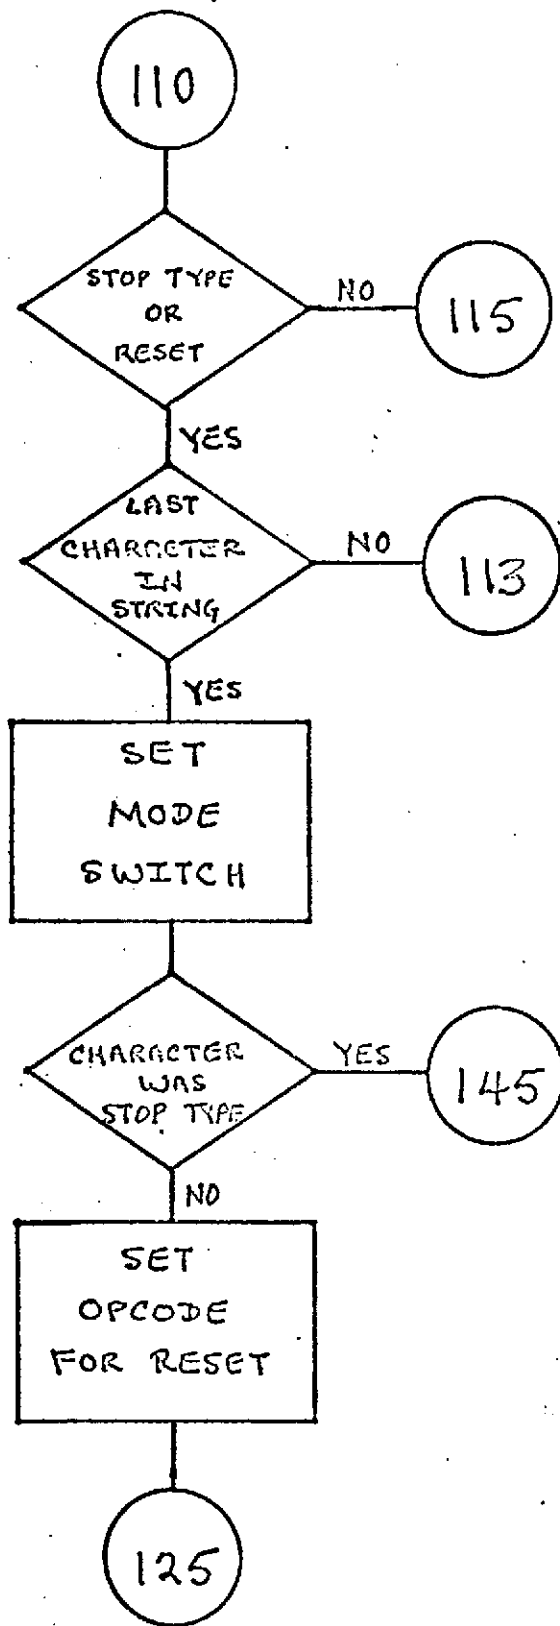 110
STOP TYPE
OR
RESET
NO
115
YES
LAST
CHARACTER
IN
STRING
NO
113
YES
SET
MODE
SWITCH
CHARACTER
WAS
STOP TYPE
YES
145
NO
SET
OPCODE
FOR RESET
125